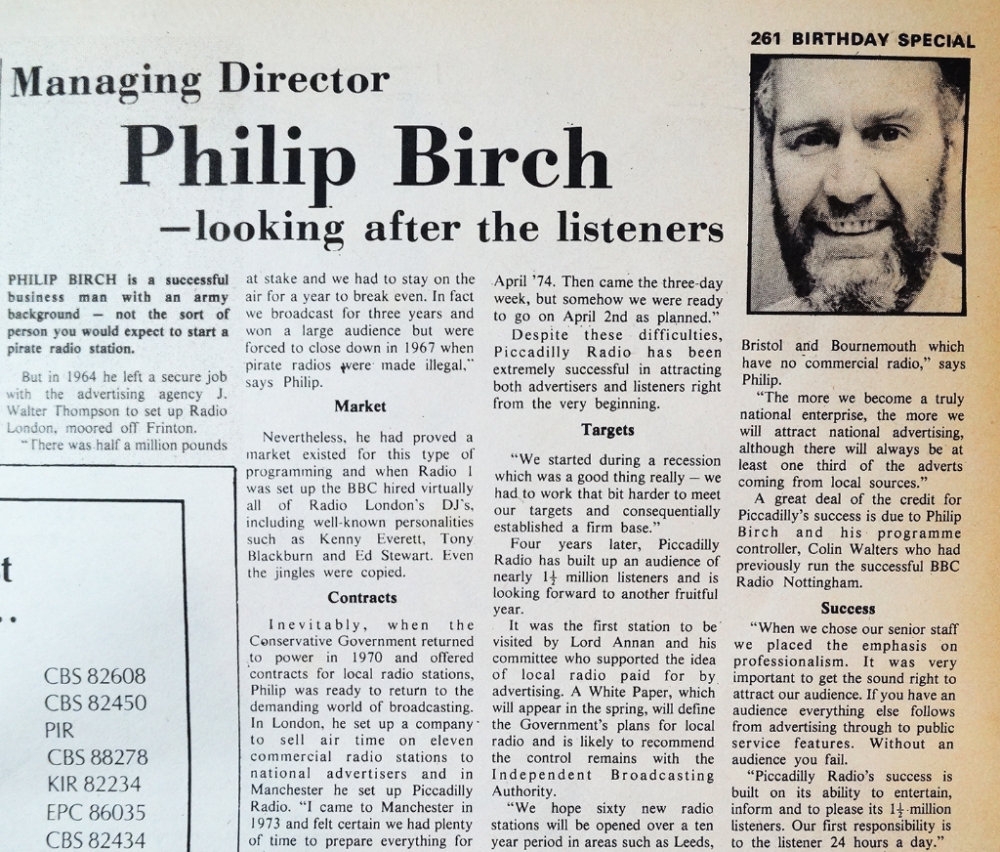 261 BIRTHDAY SPECIAL
Managing Director
Philip Birch
—looking after the listeners
PHILIP BIRCH is a successful
business man with an army
background — not the sort of
person you would expect to start a
pirate radio station.
But in 1964 he left a secure job
with the advertising agency J.
Walter Thompson to set up Radio
London, moored off Frinton.
"There was half a million pounds
at stake and we had to stay on the
air for a year to break even. In fact
we broadcast for three years and
won a large audience but were
forced to close down in 1967 when
pirate radios were made illegal,"
says Philip.
Market
Nevertheless, he had proved a
market existed for this type of
programming and when Radio 1
was set up the BBC hired virtually
all of Radio London's DJ's,
including well-known personalities
such as Kenny Everett, Tony
Blackburn and Ed Stewart. Even
the jingles were copied.
Contracts
Inevitably, when the
Conservative Government returned
to power in 1970 and offered
contracts for local radio stations,
Philip was ready to return to the
demanding world of broadcasting.
In London, he set up a company
to sell air time on eleven
commercial radio stations to
national advertisers and in
Manchester he set up Piccadilly
Radio. "I came to Manchester in
1973 and felt certain we had plenty
of time to prepare everything for
April '74. Then came the three-day
week, but somehow we were ready
to go on April 2nd as planned."
Despite these difficulties,
Piccadilly Radio has been
extremely successful in attracting
both advertisers and listeners right
from the very beginning.
Targets
"We started during a recession
which was a good thing really — we
had to work that bit harder to meet
our targets and consequentially
established a firm base."
Four years later, Piccadilly
Radio has built up an audience of
nearly 1½ million listeners and is
looking forward to another fruitful
year.
It was the first station to be
visited by Lord Annan and his
committee who supported the idea
of local radio paid for by
advertising. A White Paper, which
will appear in the spring, will define
the Government's plans for local
radio and is likely to recommend
the control remains with the
Independent Broadcasting
Authority.
"We hope sixty new radio
stations will be opened over a ten
year period in areas such as Leeds,
Bristol and Bournemouth which
have no commercial radio," says
Philip.
"The more we become a truly
national enterprise, the more we
will attract national advertising,
although there will always be at
least one third of the adverts
coming from local sources."
A great deal of the credit for
Piccadilly's success is due to Philip
Birch and his programme
controller, Colin Walters who had
previously run the successful BBC
Radio Nottingham.
Success
"When we chose our senior staff
we placed the emphasis on
professionalism. It was very
important to get the sound right to
attract our audience. If you have an
audience everything else follows
from advertising through to public
service features. Without an
audience you fail.
"Piccadilly Radio's success is
built on its ability to entertain,
inform and to please its 1½ million
listeners. Our first responsibility is
to the listener 24 hours a day."
t
..
CBS 82608
CBS 82450
PIR
CBS 88278
KIR 82234
EPC 86035
CBS 82434